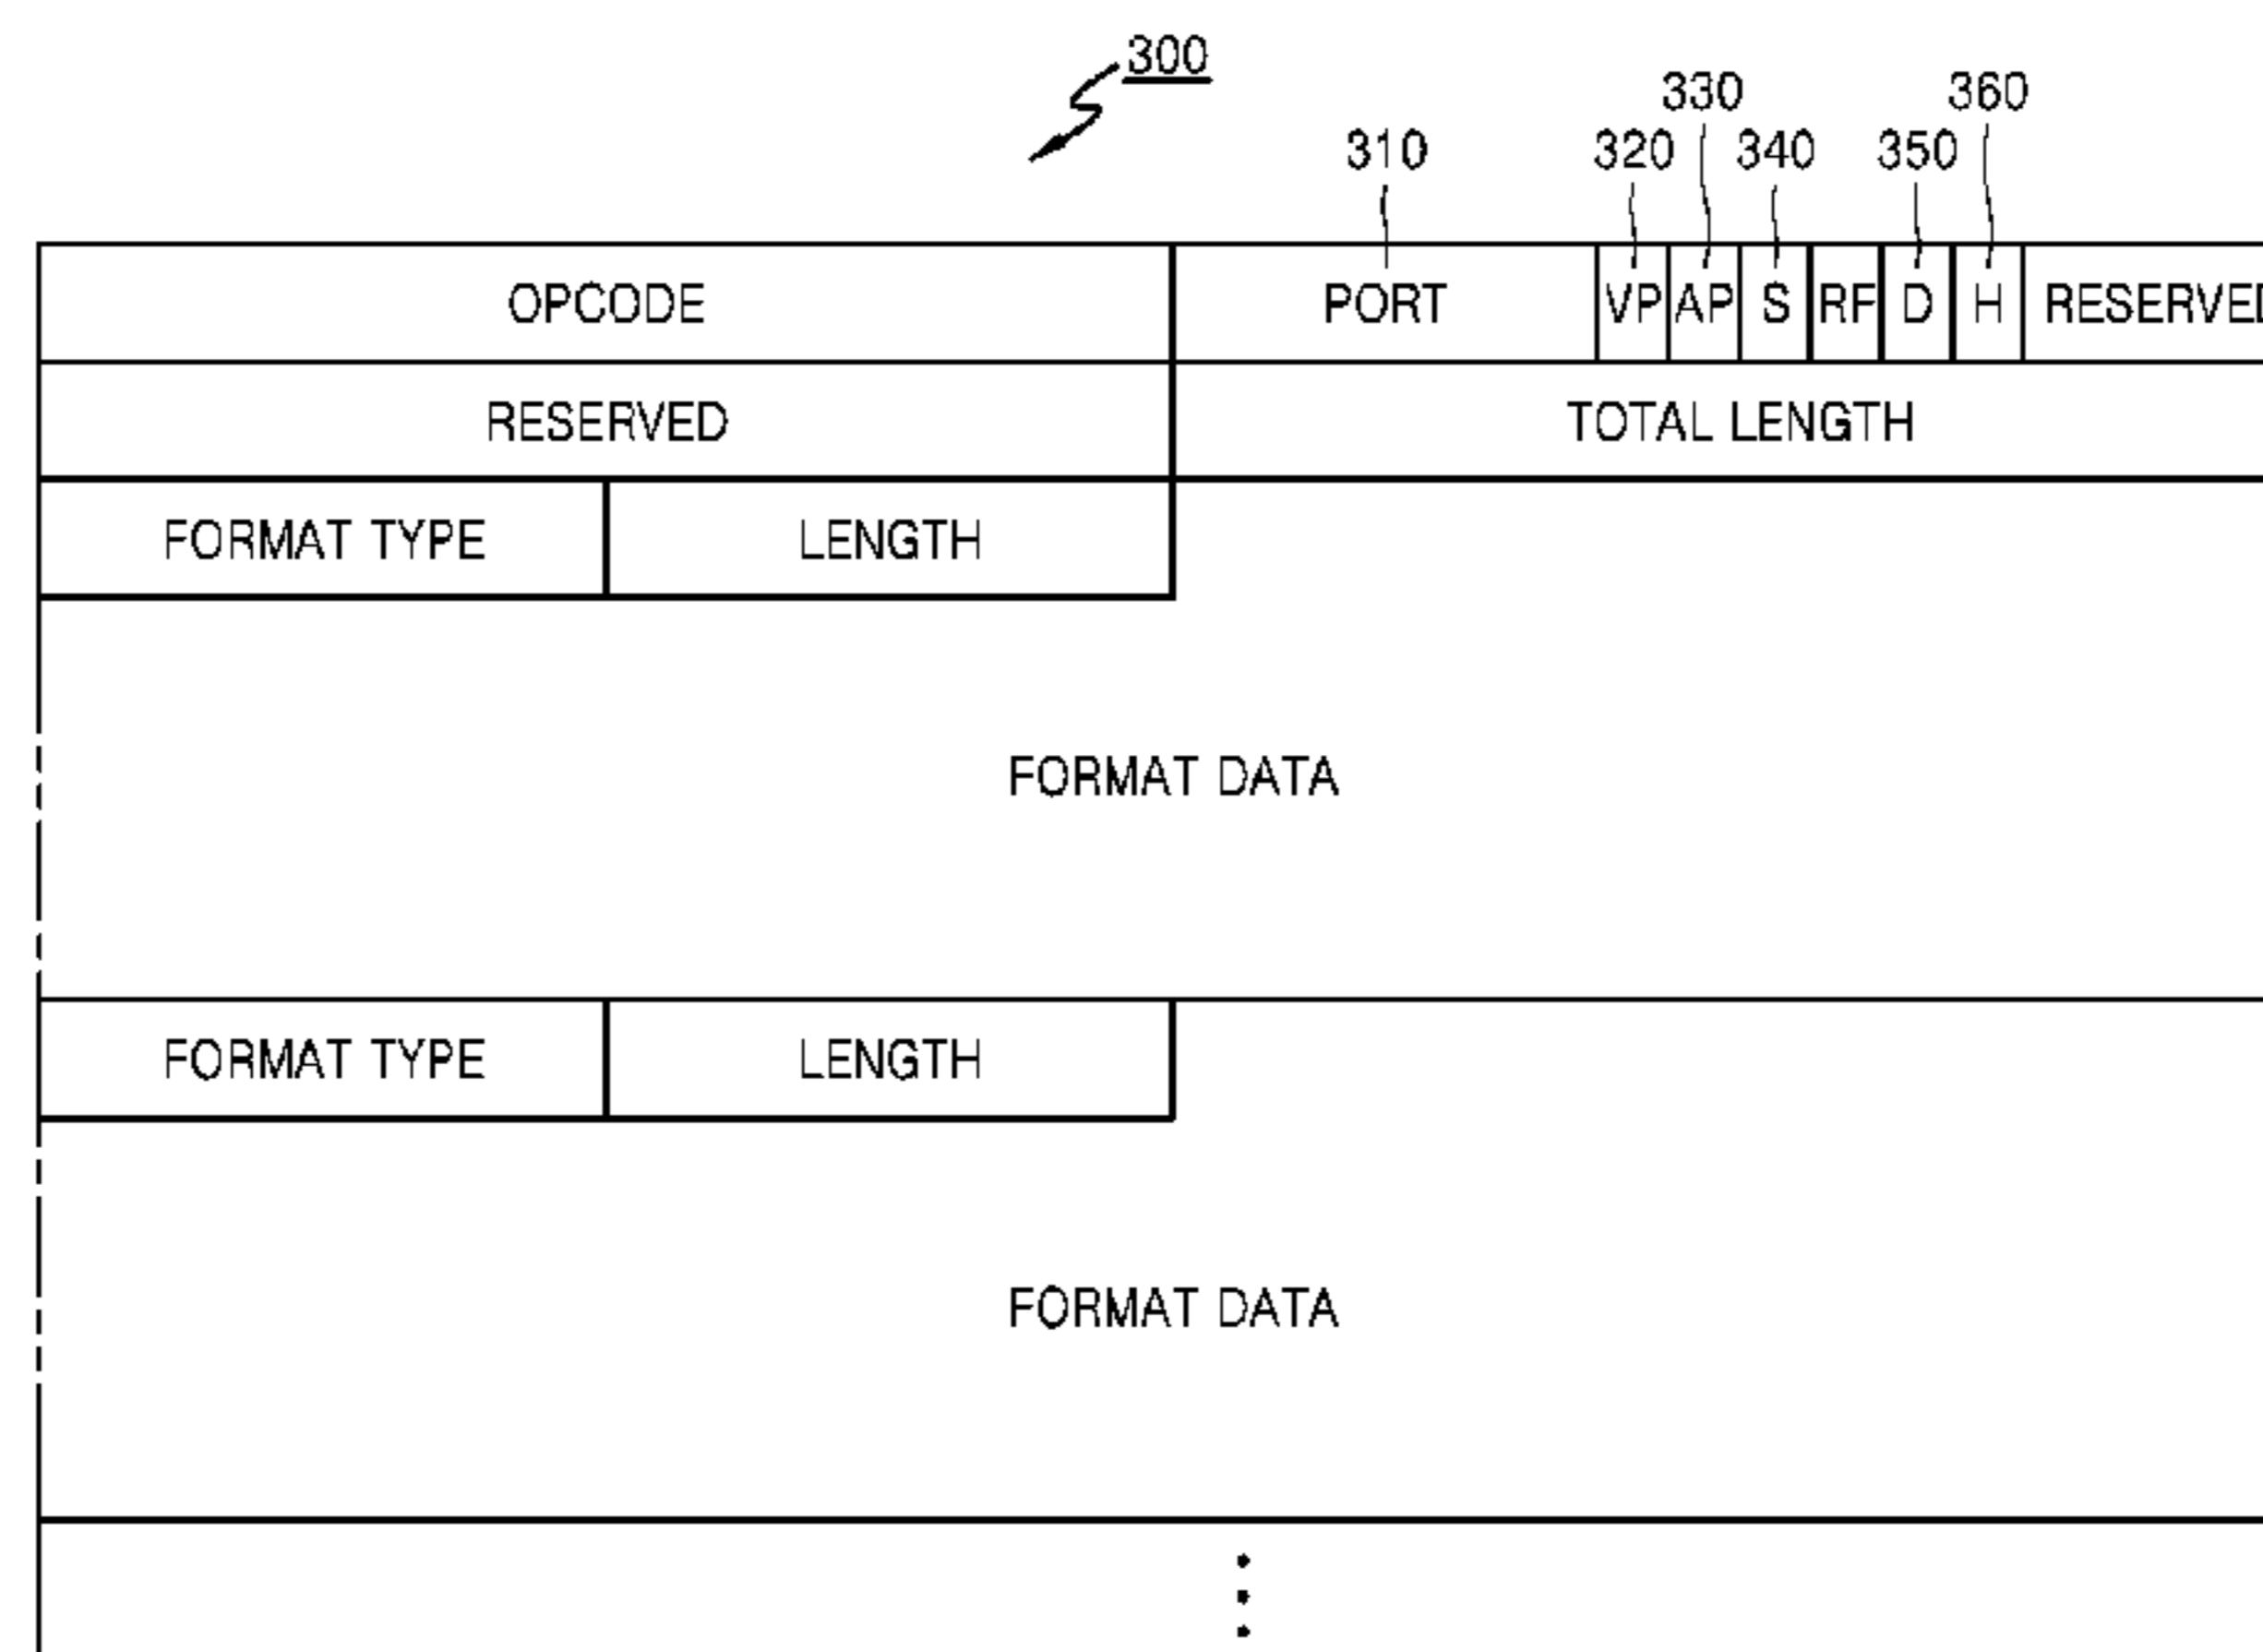 300
330 360
310 320 340 350
OPCODE PORT VP AP S RF D H RESERVED
RESERVED TOTAL LENGTH
FORMAT TYPE LENGTH
FORMAT DATA
FORMAT TYPE LENGTH
FORMAT DATA